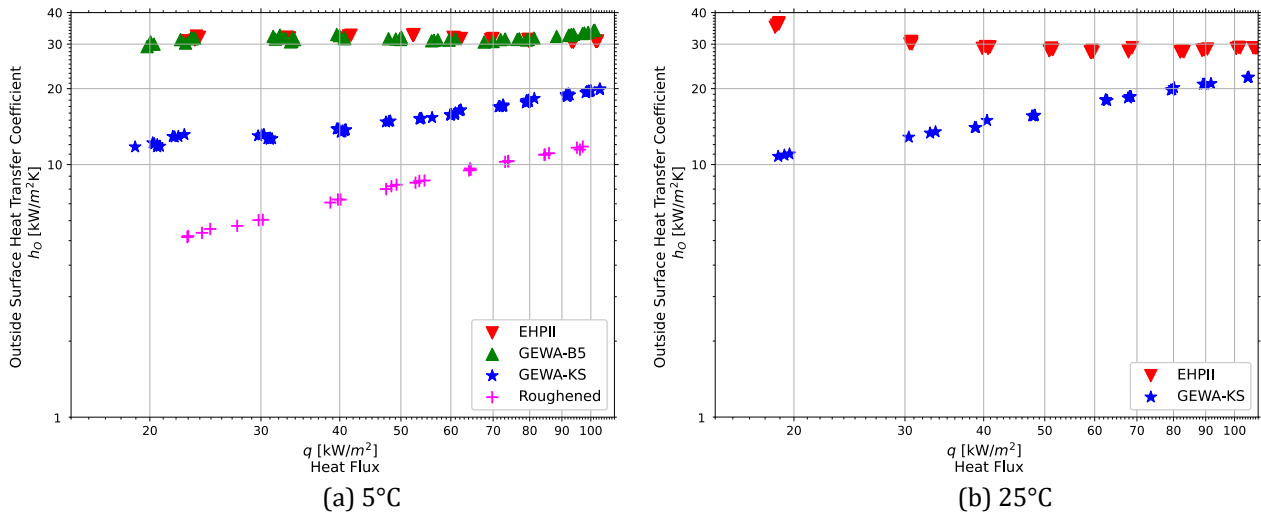 Outside Surface Heat Transfer Coefficient
h_O [kW/m²K]
40
30
20
10
1
EHPII
GEWA-B5
GEWA-KS
Roughened
20 30 40 50 60 70 80 90 100
q [kW/m²]
Heat Flux
(a) 5°C
Outside Surface Heat Transfer Coefficient
h_O [kW/m²K]
40
30
20
10
1
EHPII
GEWA-KS
20 30 40 50 60 70 80 90 100
q [kW/m²]
Heat Flux
(b) 25°C